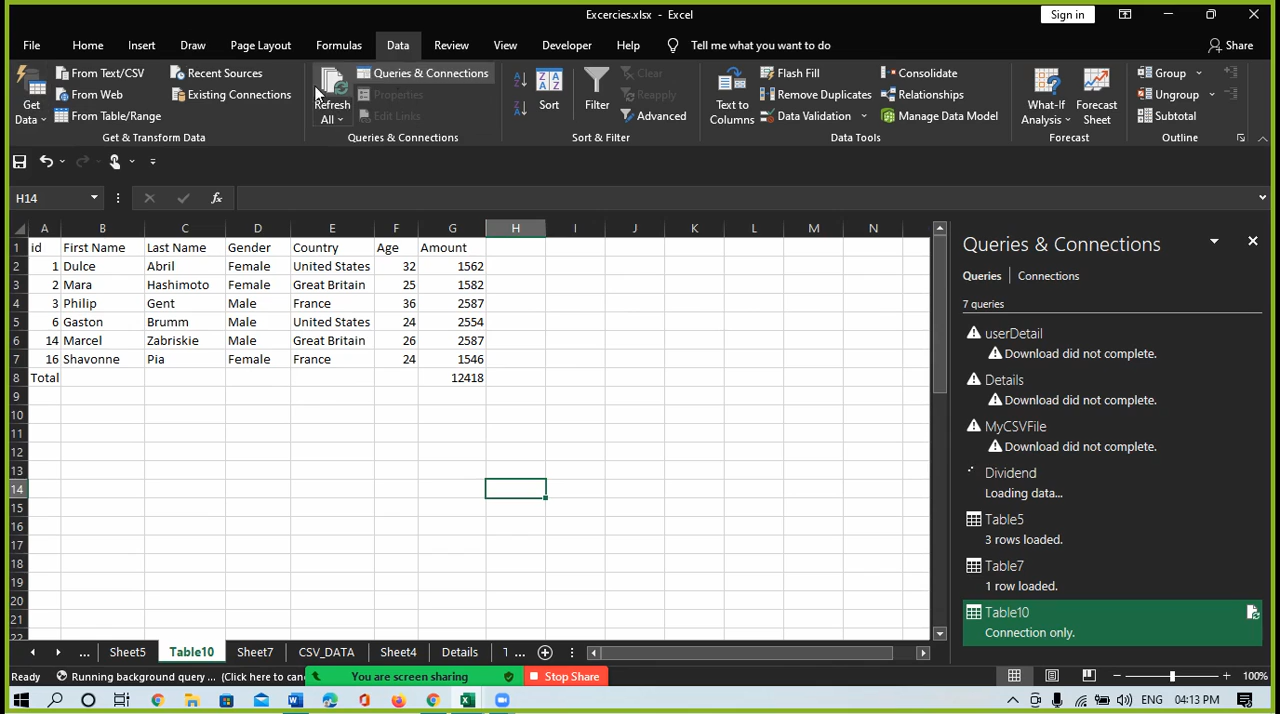 Excercies.xlsx - Excel
Sign in
File Home Insert Draw Page Layout Formulas Data Review View Developer Help Tell me what you want to do Share
Get Data
From Text/CSV
From Web
From Table/Range
Recent Sources
Existing Connections
Get & Transform Data
Refresh All
Queries & Connections
Properties
Edit Links
Queries & Connections
Sort
Filter
Clear
Reapply
Advanced
Sort & Filter
Text to Columns
Flash Fill
Remove Duplicates
Data Validation
Consolidate
Relationships
Manage Data Model
Data Tools
What-If Analysis
Forecast Sheet
Forecast
Group
Ungroup
Subtotal
Outline
H14 fx
A B C D E F G H I J K L M N
1 id First Name Last Name Gender Country Age Amount
2 1 Dulce Abril Female United States 32 1562
3 2 Mara Hashimoto Female Great Britain 25 1582
4 3 Philip Gent Male France 36 2587
5 6 Gaston Brumm Male United States 24 2554
6 14 Marcel Zabriskie Male Great Britain 26 2587
7 16 Shavonne Pia Female France 24 1546
8 Total 12418
9
10
11
12
13
14
15
16
17
18
19
20
21
22
Queries & Connections
Queries Connections
7 queries
userDetail
Download did not complete.
Details
Download did not complete.
MyCSVFile
Download did not complete.
Dividend
Loading data...
Table5
3 rows loaded.
Table7
1 row loaded.
Table10
Connection only.
... Sheet5 Table10 Sheet7 CSV_DATA Sheet4 Details T ...
Ready Running background query ... (Click here to canc You are screen sharing Stop Share 100%
ENG 04:13 PM